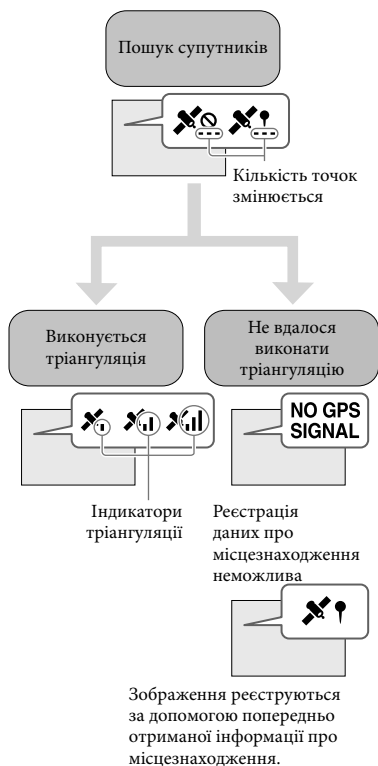 Пошук супутників
Кількість точок
змінюється
Виконується
тріангуляція
Не вдалося
виконати
тріангуляцію
NO GPS
SIGNAL
Індикатори
тріангуляції
Реєстрація
даних про
місцезнаходження
неможлива
Зображення реєструються
за допомогою попередньо
отриманої інформації про
місцезнаходження.